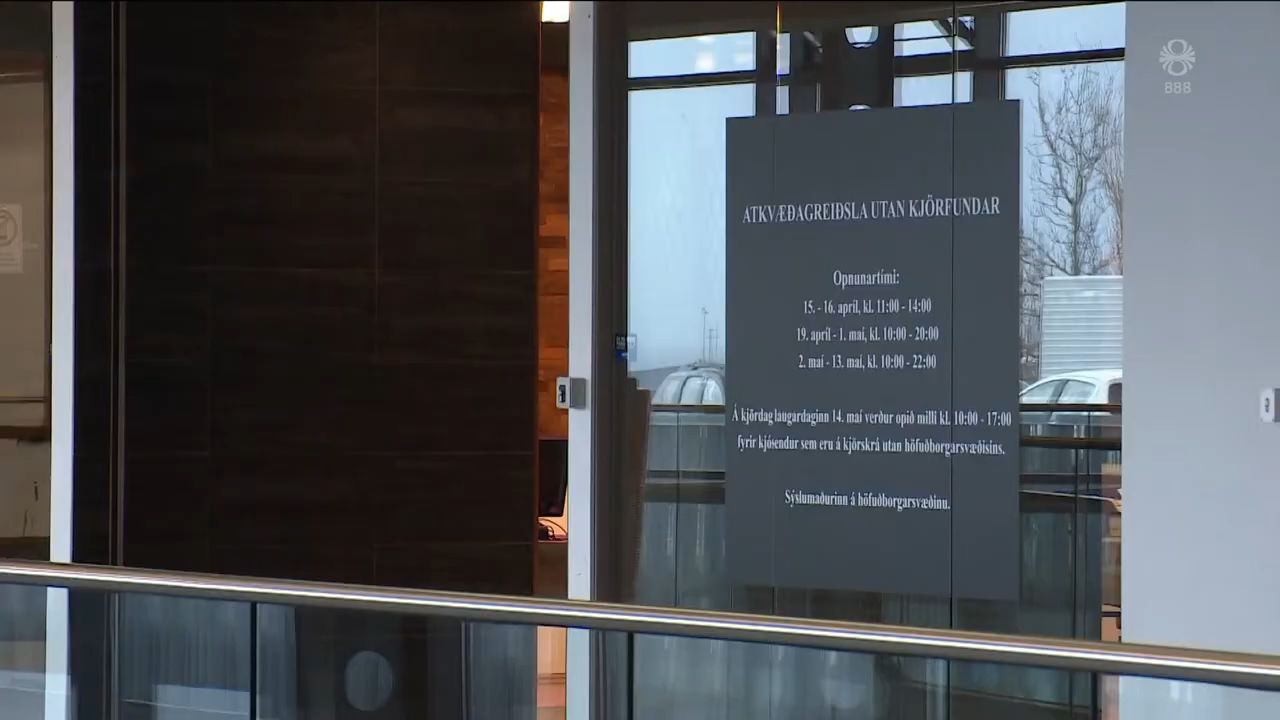 888
ATKVÆÐAGREIÐSLA UTAN KJÖRFUNDAR
Opnunartími:
15. - 16. apríl, kl. 11:00 - 14:00
19. apríl - 1. maí, kl. 10:00 - 20:00
2. maí - 13. maí, kl. 10:00 - 22:00
Á kjördag laugardaginn 14. maí verður opið milli kl. 10:00 - 17:00
fyrir kjósendur sem eru á kjörskrá utan höfuðborgarsvæðisins.
Sýslumaðurinn á höfuðborgarsvæðinu.